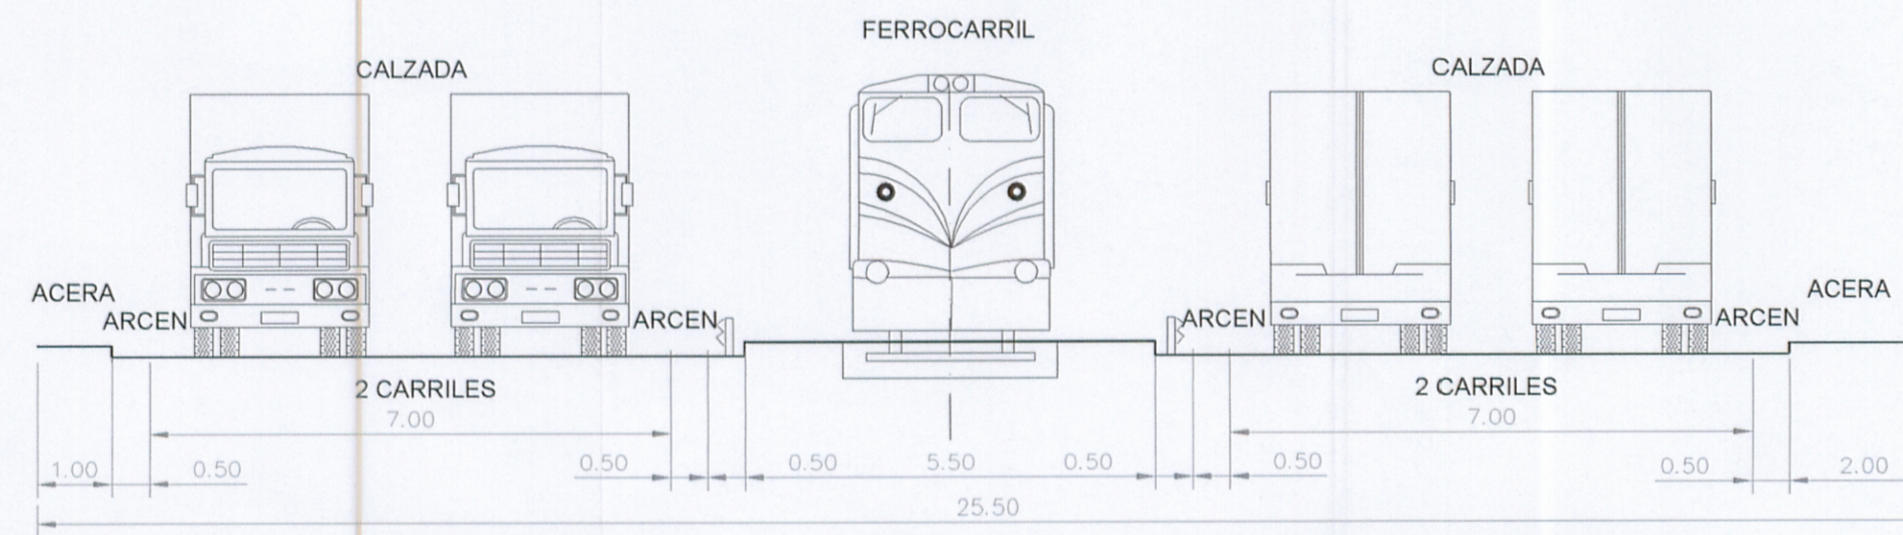 FERROCARRIL
CALZADA
CALZADA
ACERA
ARCEN
ARCEN
ARCEN
ARCEN
ACERA
2 CARRILES
2 CARRILES
7.00
7.00
1.00
0.50
0.50
0.50
5.50
0.50
0.50
0.50
2.00
25.50